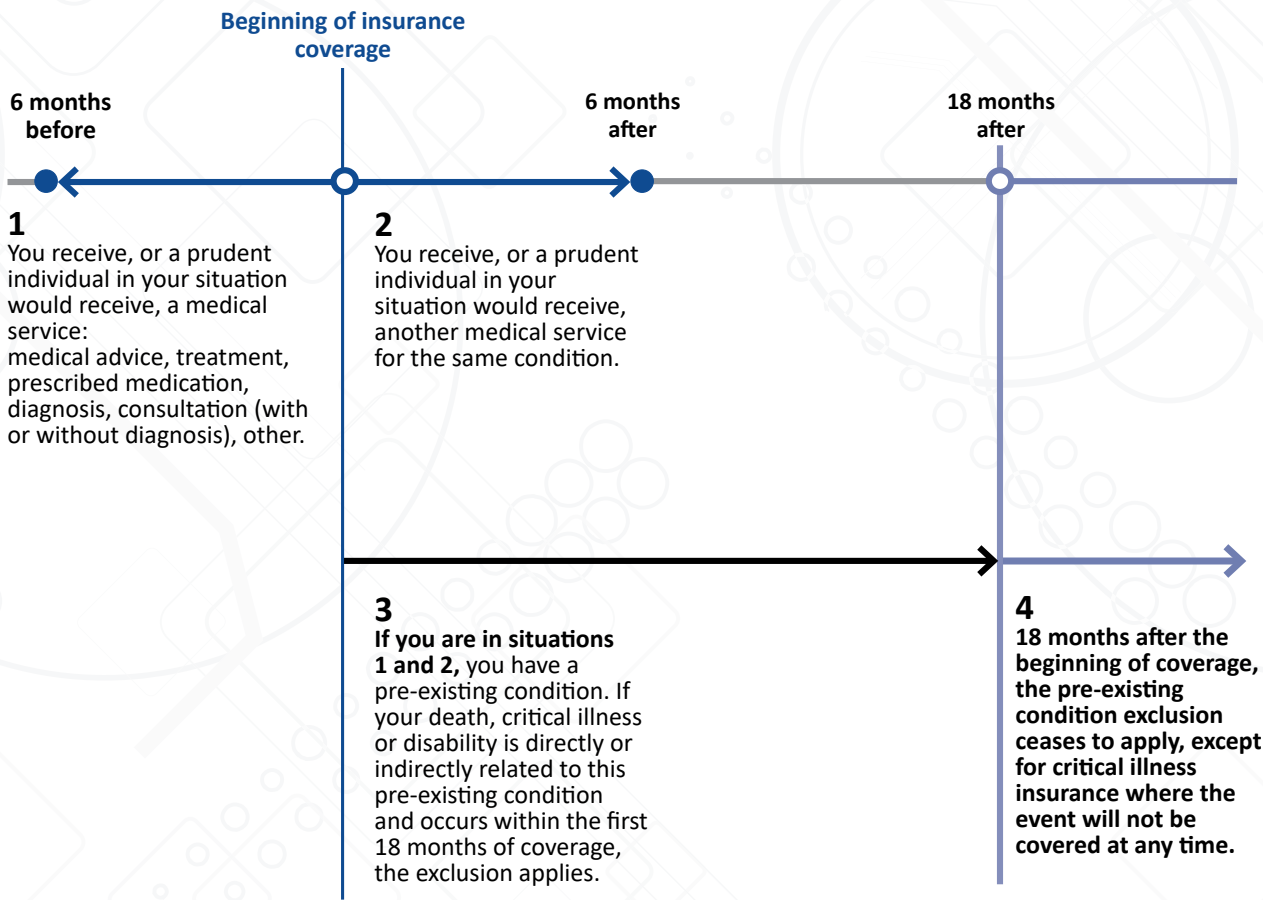 Beginning of insurance
coverage
6 months
before
6 months
after
18 months
after
1
You receive, or a prudent
individual in your situation
would receive, a medical
service:
medical advice, treatment,
prescribed medication,
diagnosis, consultation (with
or without diagnosis), other.
2
You receive, or a prudent
individual in your
situation would receive,
another medical service
for the same condition.
3
If you are in situations
1 and 2, you have a
pre-existing condition. If
your death, critical illness
or disability is directly or
indirectly related to this
pre-existing condition
and occurs within the first
18 months of coverage,
the exclusion applies.
4
18 months after the
beginning of coverage,
the pre-existing
condition exclusion
ceases to apply, except
for critical illness
insurance where the
event will not be
covered at any time.